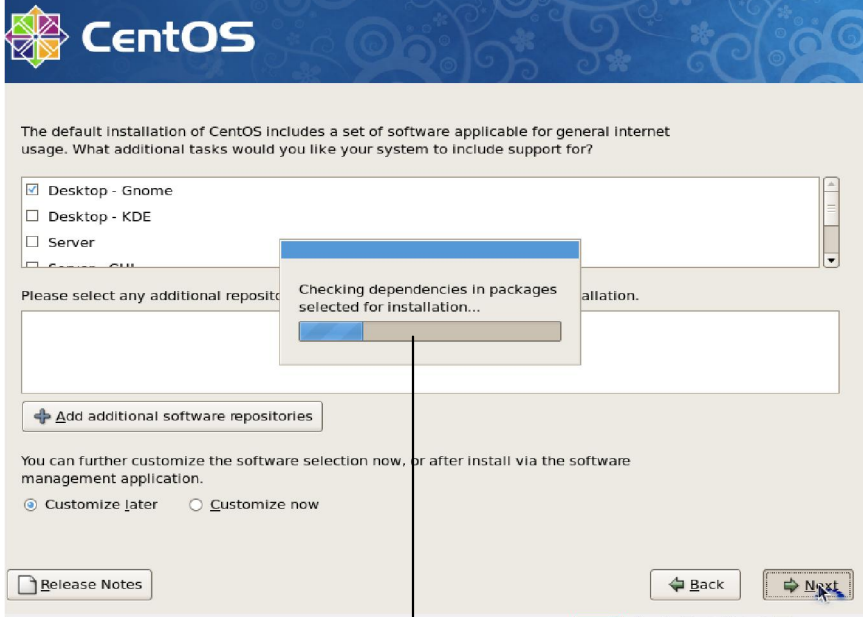 CentOS
The default installation of CentOS includes a set of software applicable for general internet
usage. What additional tasks would you like your system to include support for?
Desktop - Gnome
Desktop - KDE
Server
Checking dependencies in packages
selected for installation...
Please select any additional allation.
Add additional software repositories
You can further customize the software selection now, or after install via the software
management application.
Customize later Customize now
Release Notes Back Next